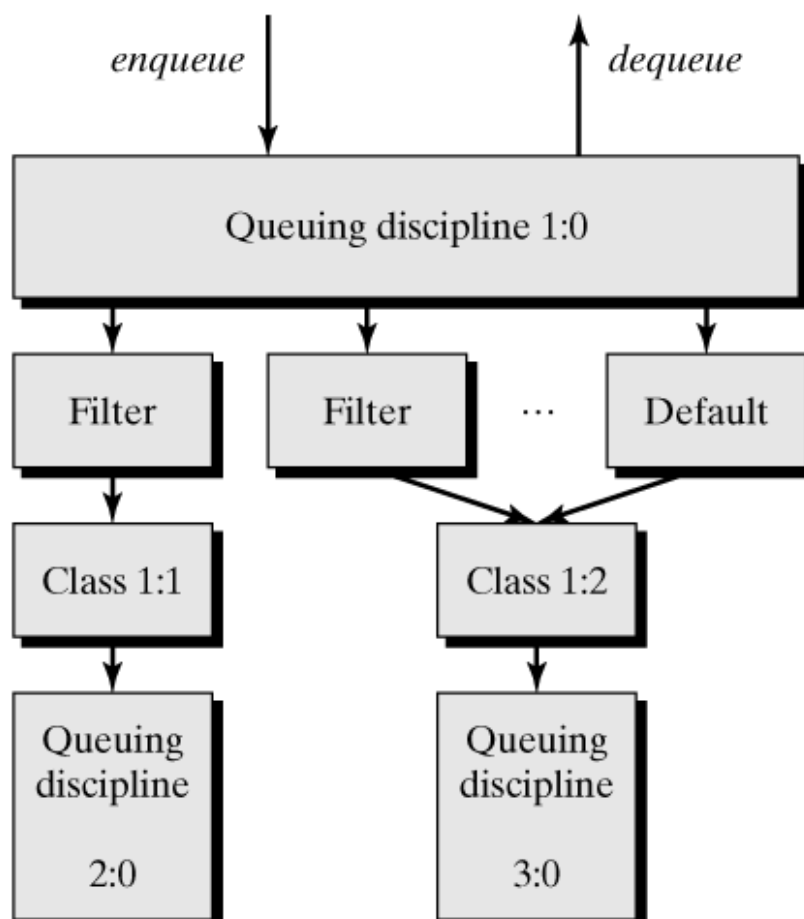 enqueue
dequeue
Queuing discipline 1:0
Filter
Filter
...
Default
Class 1:1
Class 1:2
Queuing
discipline
2:0
Queuing
discipline
3:0